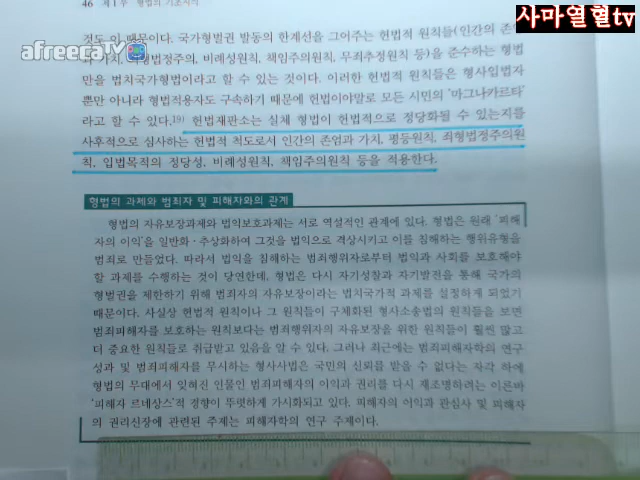 46 제1부 형법의 기초지식
사마열혈tv
afreecaTV
것도 이 때문이다. 국가형벌권 발동의 한계선을 그어주는 헌법적 원칙들(인간의 존엄
가치, 죄형법정주의, 비례성원칙, 책임주의원칙, 무죄추정원칙 등)을 준수하는 형법
만을 법치국가형법이라고 할 수 있는 것이다. 이러한 헌법적 원칙들은 형사입법자
뿐만 아니라 형법적용자도 구속하기 때문에 헌법이야말로 모든 시민의 '마그나카르타'
라고 할 수 있다.19) 헌법재판소는 실체 형법이 헌법적으로 정당화될 수 있는지를
사후적으로 심사하는 헌법적 척도로서 인간의 존엄과 가치, 평등원칙, 죄형법정주의원
칙, 입법목적의 정당성, 비례성원칙, 책임주의원칙 등을 적용한다.
형법의 과제와 범죄자 및 피해자와의 관계
형법의 자유보장과제와 법익보호과제는 서로 역설적인 관계에 있다. 형법은 원래 '피해
자의 이익'을 일반화·추상화하여 그것을 법익으로 격상시키고 이를 침해하는 행위유형을
범죄로 만들었다. 따라서 법익을 침해하는 범죄행위자로부터 법익과 사회를 보호해야
할 과제를 수행하는 것이 당연한데, 형법은 다시 자기성찰과 자기발전을 통해 국가의
형벌권을 제한하기 위해 범죄자의 자유보장이라는 법치국가적 과제를 설정하게 되었기
때문이다. 사실상 헌법적 원칙이나 그 원칙들이 구체화된 형사소송법의 원칙들을 보면
범죄피해자를 보호하는 원칙보다는 범죄행위자의 자유보장을 위한 원칙들이 훨씬 많고
더 중요한 원칙들로 취급받고 있음을 알 수 있다. 그러나 최근에는 범죄피해자학의 연구
성과 및 범죄피해자를 무시하는 형사사법은 국민의 신뢰를 받을 수 없다는 자각 하에
형법의 무대에서 잊혀진 인물인 범죄피해자의 이익과 권리를 다시 재조명하려는 이른바
'피해자 르네상스'적 경향이 뚜렷하게 가시화되고 있다. 피해자의 이익과 관심사 및 피해자
의 권리신장에 관련된 주제는 피해자학의 연구 주제이다.